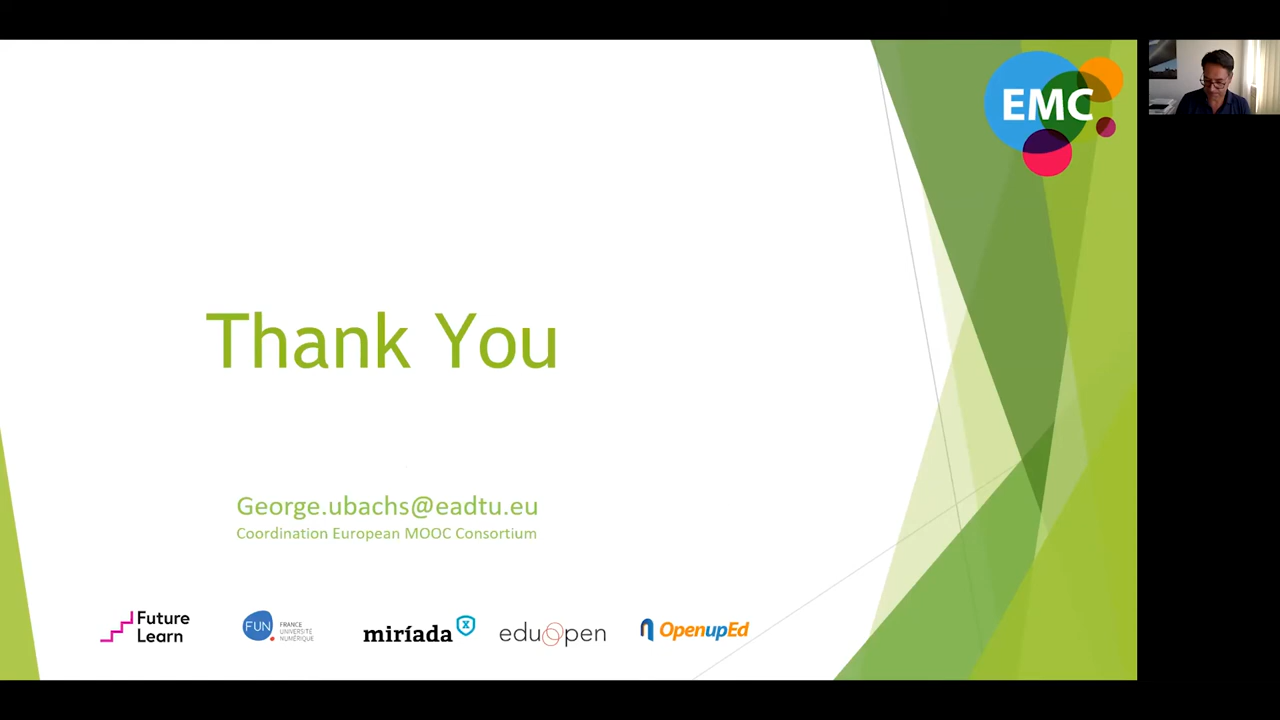 EMC
Thank You
George.ubachs@eadtu.eu
Coordination European MOOC Consortium
Future
Learn
FUN
FRANCE
UNIVERSITÉ
NUMÉRIQUE
miríada x
eduopen
OpenupEd